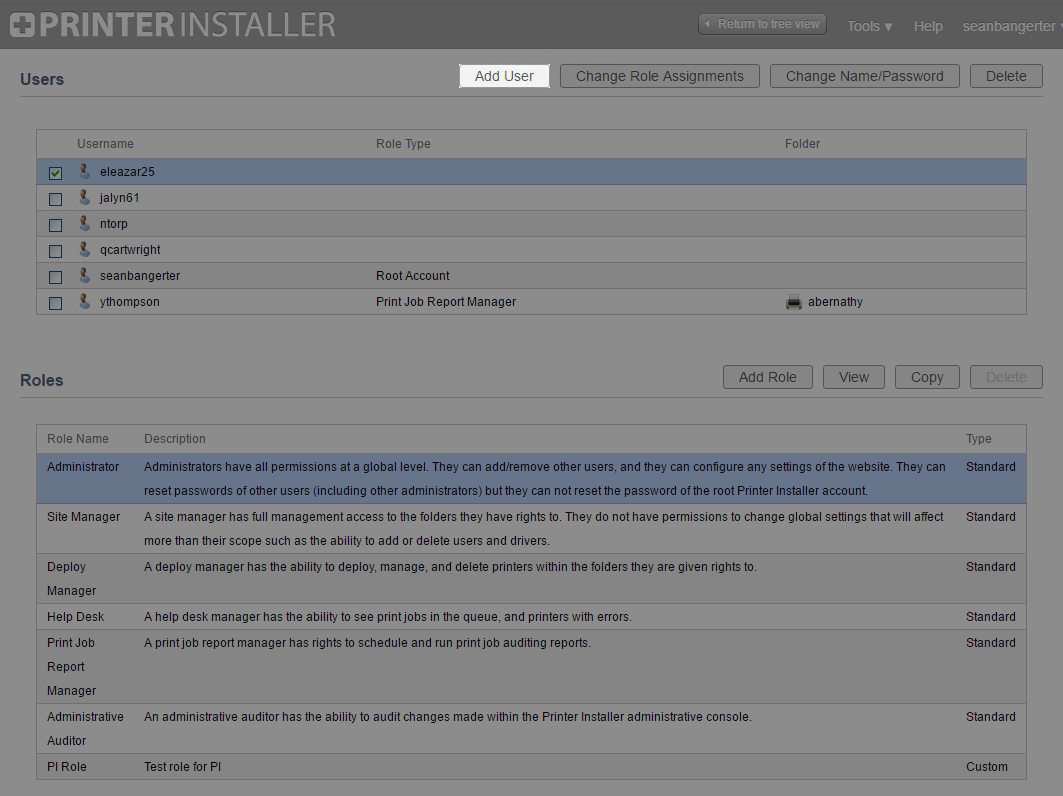 PRINTER INSTALLER
Return to tree view
Tools ▾
Help
seanbangerter
Users
Add User
Change Role Assignments
Change Name/Password
Delete
Username Role Type Folder
eleazar25
jalyn61
ntorp
qcartwright
seanbangerter Root Account
ythompson Print Job Report Manager abernathy
Roles
Add Role
View
Copy
Delete
Role Name Description Type
Administrator Administrators have all permissions at a global level. They can add/remove other users, and they can configure any settings of the website. They can Standard
reset passwords of other users (including other administrators) but they can not reset the password of the root Printer Installer account.
Site Manager A site manager has full management access to the folders they have rights to. They do not have permissions to change global settings that will affect Standard
more than their scope such as the ability to add or delete users and drivers.
Deploy A deploy manager has the ability to deploy, manage, and delete printers within the folders they are given rights to. Standard
Manager
Help Desk A help desk manager has the ability to see print jobs in the queue, and printers with errors. Standard
Print Job A print job report manager has rights to schedule and run print job auditing reports. Standard
Report
Manager
Administrative An administrative auditor has the ability to audit changes made within the Printer Installer administrative console. Standard
Auditor
PI Role Test role for PI Custom